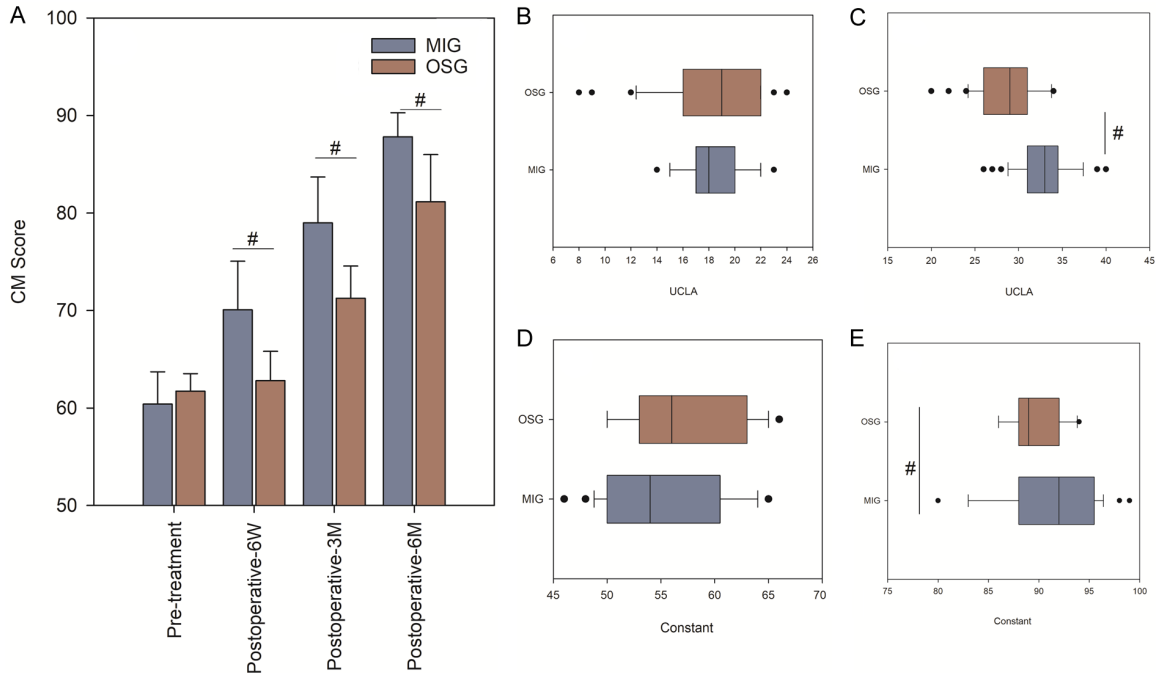 A
100
90
80
70
60
50
CM Score
MIG
OSG
#
#
#
Pre-treatment
Postoperative-6W
Postoperative-3M
Postoperative-6M
B
OSG
MIG
6 8 10 12 14 16 18 20 22 24 26
UCLA
C
OSG
MIG
#
15 20 25 30 35 40 45
UCLA
D
OSG
MIG
45 50 55 60 65 70
Constant
E
OSG
MIG
#
75 80 85 90 95 100
Constant